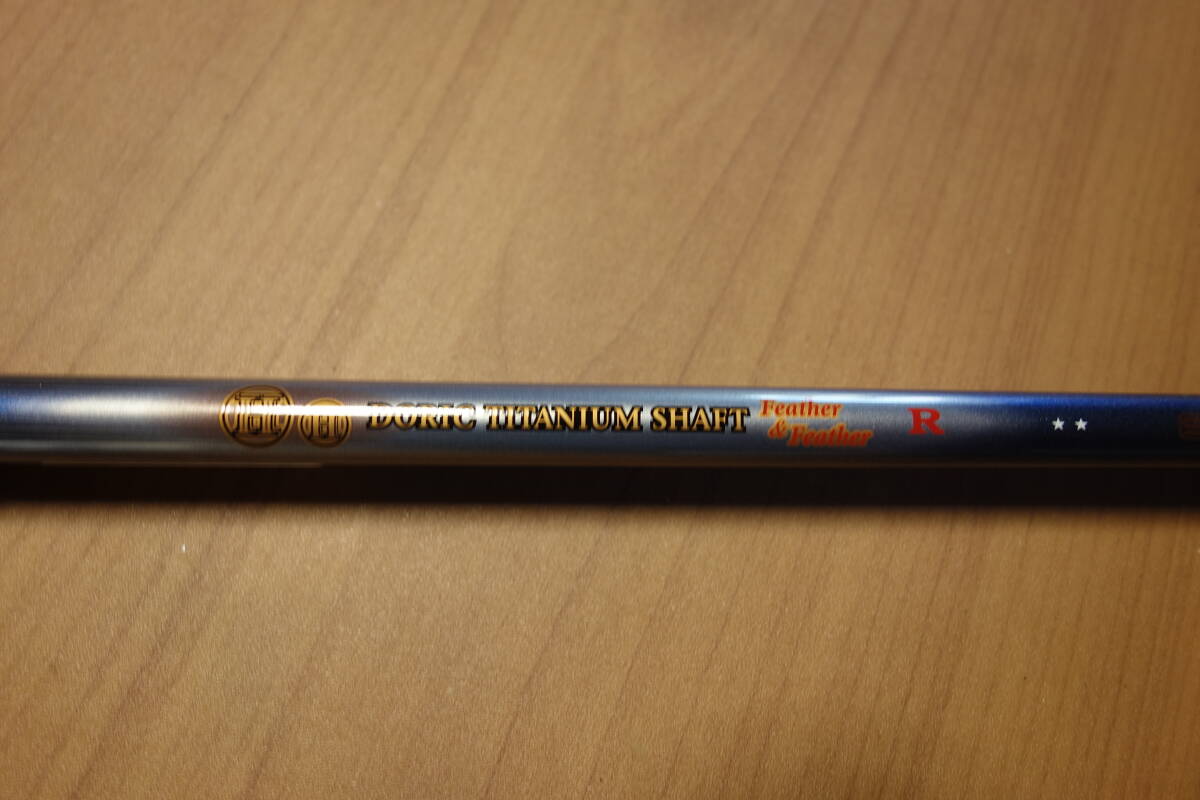 DORIC TITANIUM SHAFT
Feather
& Feather
R